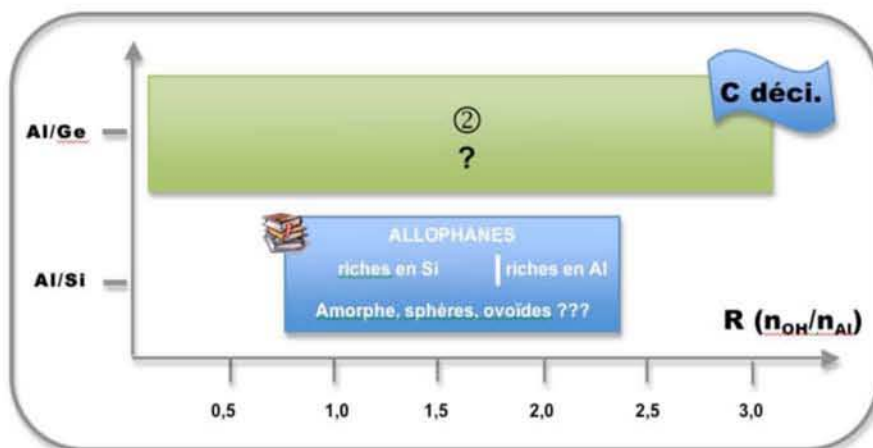 C déci.
Al/Ge
②
?
ALLOPHANES
riches en Si | riches en Al
Al/Si
Amorphe, sphères, ovoïdes ???
R (nOH/nAl)
0,5 1,0 1,5 2,0 2,5 3,0